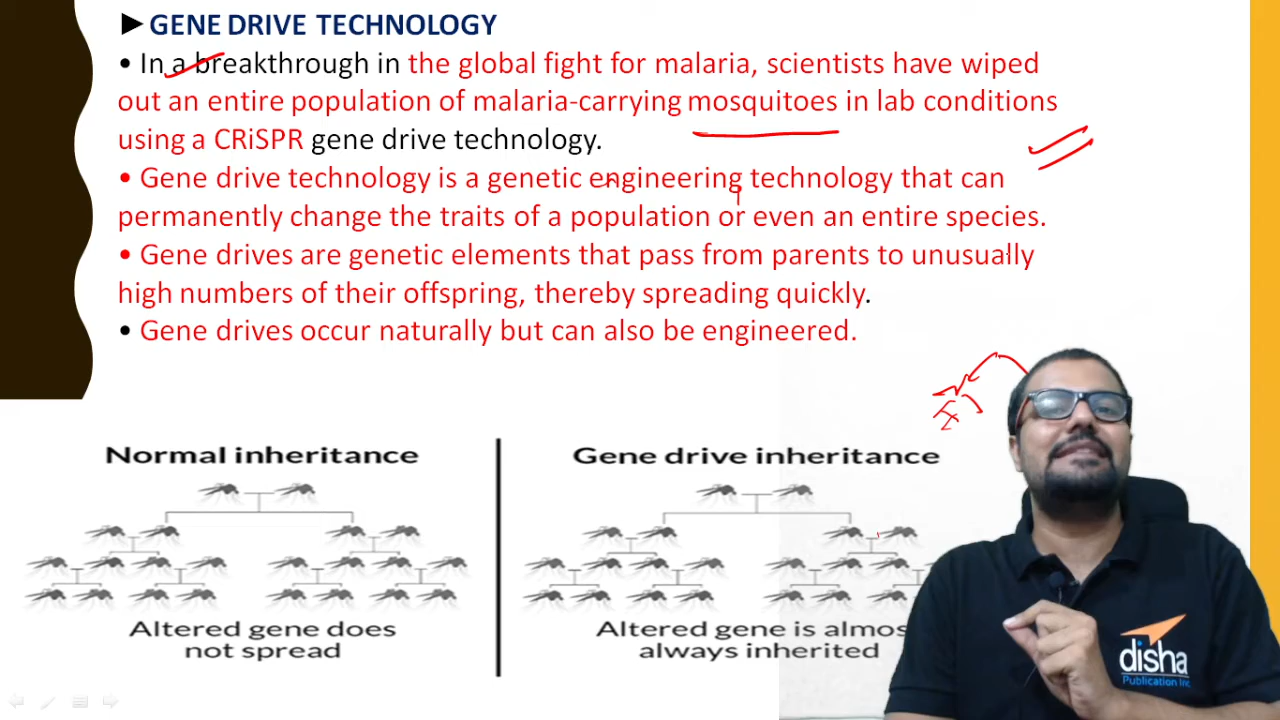 ►GENE DRIVE TECHNOLOGY
• In a breakthrough in the global fight for malaria, scientists have wiped
out an entire population of malaria-carrying mosquitoes in lab conditions
using a CRiSPR gene drive technology.
• Gene drive technology is a genetic engineering technology that can
permanently change the traits of a population or even an entire species.
• Gene drives are genetic elements that pass from parents to unusually
high numbers of their offspring, thereby spreading quickly.
• Gene drives occur naturally but can also be engineered.
Normal inheritance
Altered gene does
not spread
Gene drive inheritance
Altered gene is almos
always inherited
disha
Publication Inc